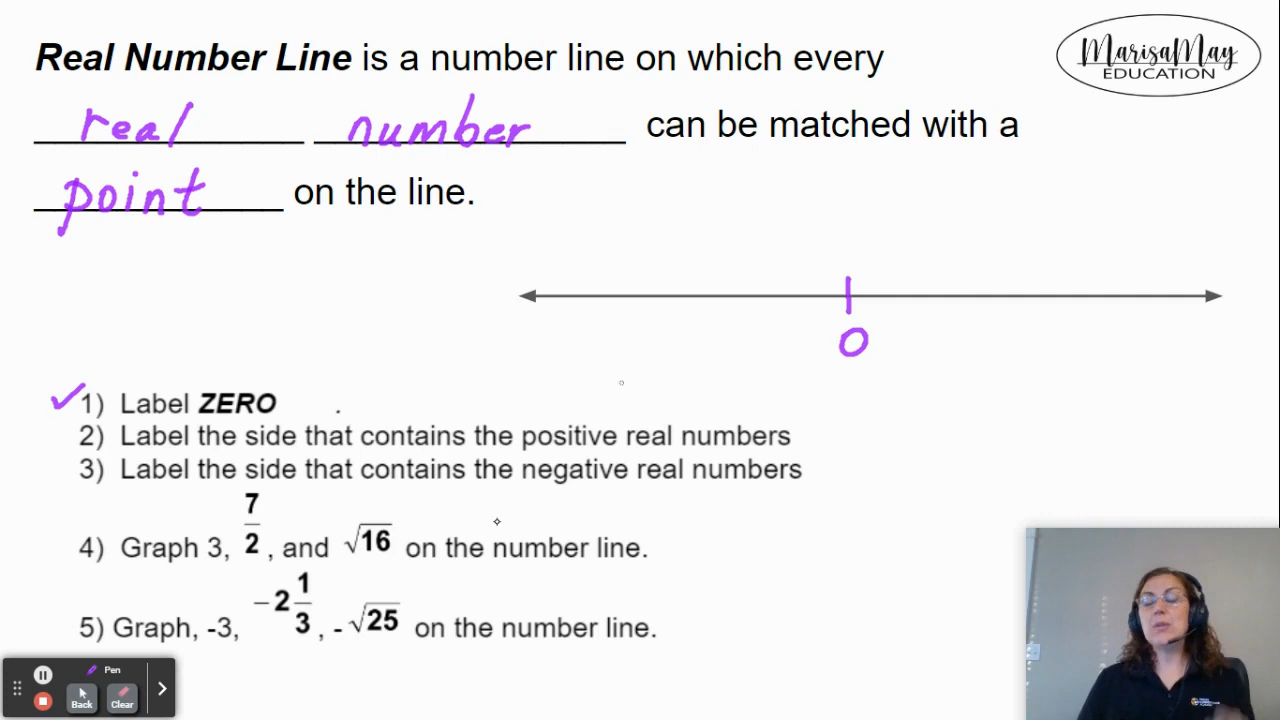 Real Number Line is a number line on which every
MarisaMay
EDUCATION
real number can be matched with a
point on the line.
0
✓1) Label ZERO .
2) Label the side that contains the positive real numbers
3) Label the side that contains the negative real numbers
4) Graph 3, 7/2, and √16 on the number line.
5) Graph, -3, -2 1/3, -√25 on the number line.
Pen
Back Clear